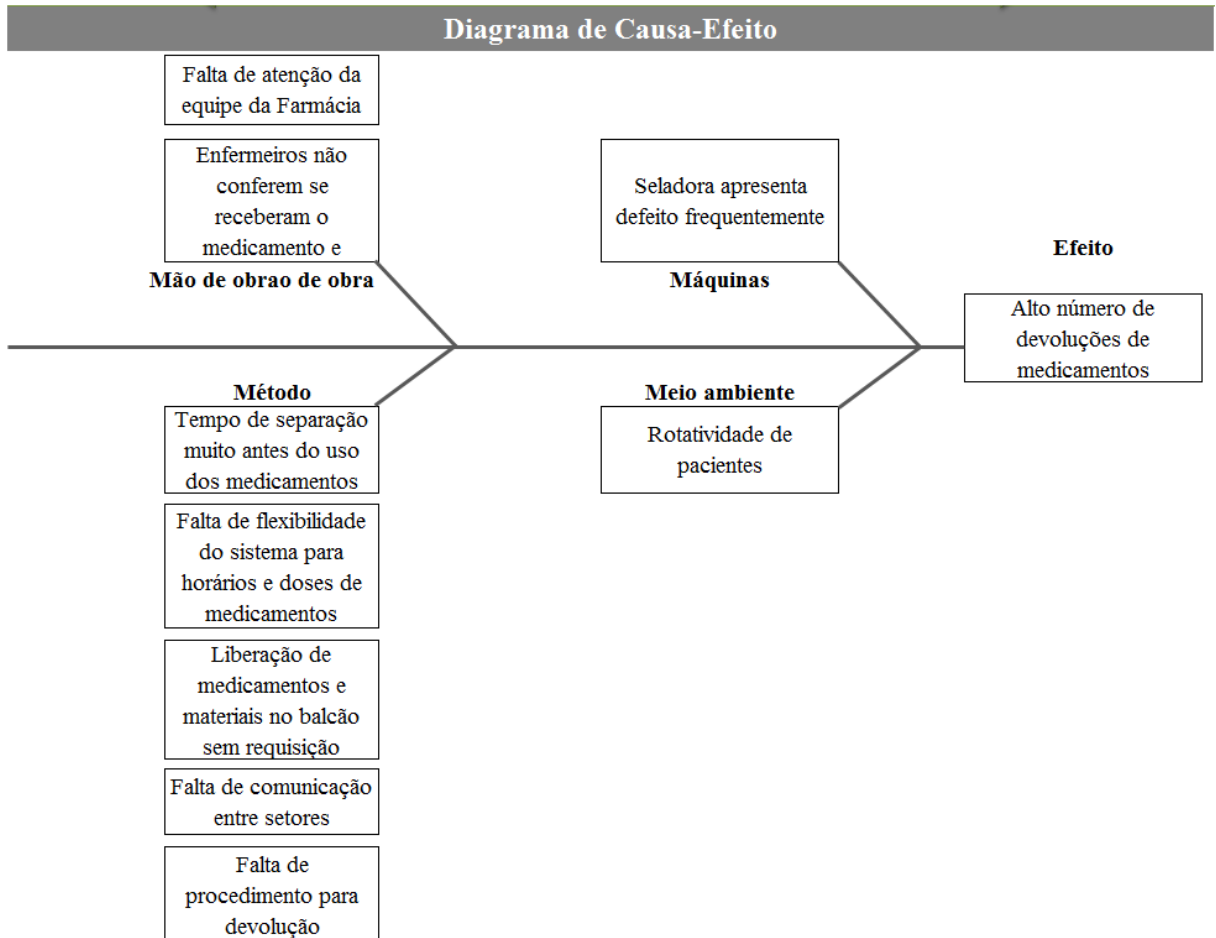 Diagrama de Causa-Efeito
Falta de atenção da
equipe da Farmácia
Enfermeiros não
conferem se
receberam o
medicamento e
Mão de obrao de obra
Seladora apresenta
defeito frequentemente
Máquinas
Efeito
Alto número de
devoluções de
medicamentos
Método
Tempo de separação
muito antes do uso
dos medicamentos
Falta de flexibilidade
do sistema para
horários e doses de
medicamentos
Liberação de
medicamentos e
materiais no balcão
sem requisição
Falta de comunicação
entre setores
Falta de
procedimento para
devolução
Meio ambiente
Rotatividade de
pacientes